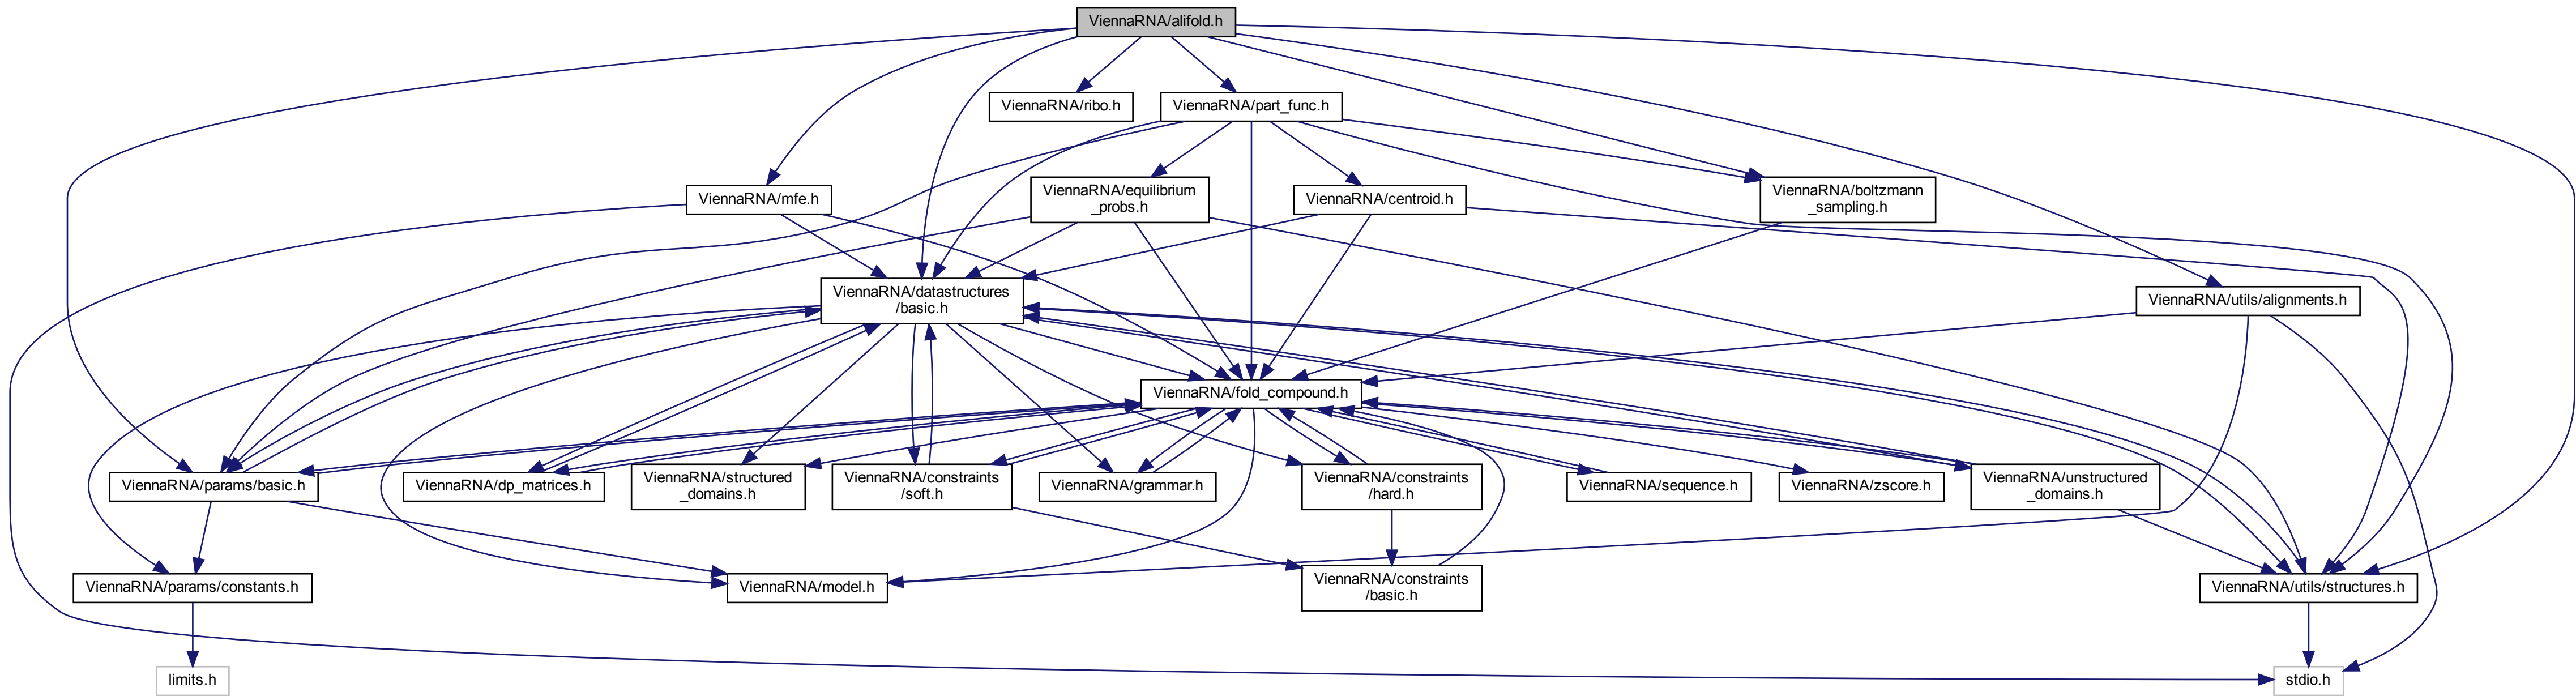 ViennaRNA/alifold.h
ViennaRNA/ribo.h
ViennaRNA/part_func.h
ViennaRNA/mfe.h
ViennaRNA/equilibrium
_probs.h
ViennaRNA/centroid.h
ViennaRNA/boltzmann
_sampling.h
ViennaRNA/datastructures
/basic.h
ViennaRNA/utils/alignments.h
ViennaRNA/fold_compound.h
ViennaRNA/params/basic.h
ViennaRNA/dp_matrices.h
ViennaRNA/structured
_domains.h
ViennaRNA/constraints
/soft.h
ViennaRNA/grammar.h
ViennaRNA/constraints
/hard.h
ViennaRNA/sequence.h
ViennaRNA/zscore.h
ViennaRNA/unstructured
_domains.h
ViennaRNA/params/constants.h
ViennaRNA/model.h
ViennaRNA/constraints
/basic.h
ViennaRNA/utils/structures.h
limits.h
stdio.h